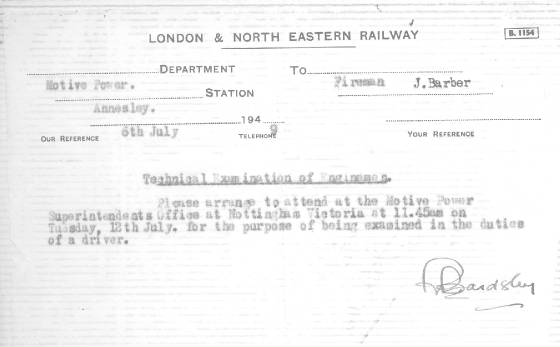 LONDON & NORTH EASTERN RAILWAY
B. 1154
DEPARTMENT To
Motive Power. Fireman J.Barber
STATION
Annesley.
194
6th July 9
OUR REFERENCE TELEPHONE YOUR REFERENCE
Technical Examination of Enginemen.
Please arrange to attend at the Motive Power
Superintendents Office at Nottingham Victoria at 11.45am on
Tuesday, 12th July. for the purpose of being examined in the duties
of a driver.
Bardsley